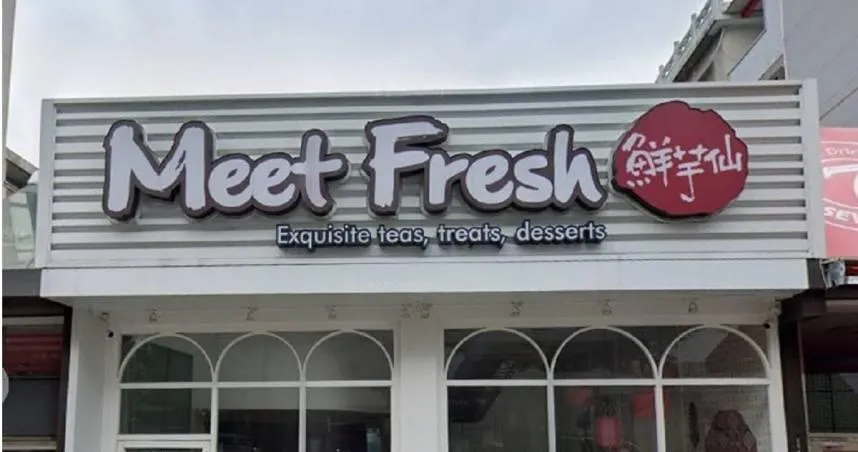 Meet Fresh
鮮芋仙
Exquisite teas, treats, desserts